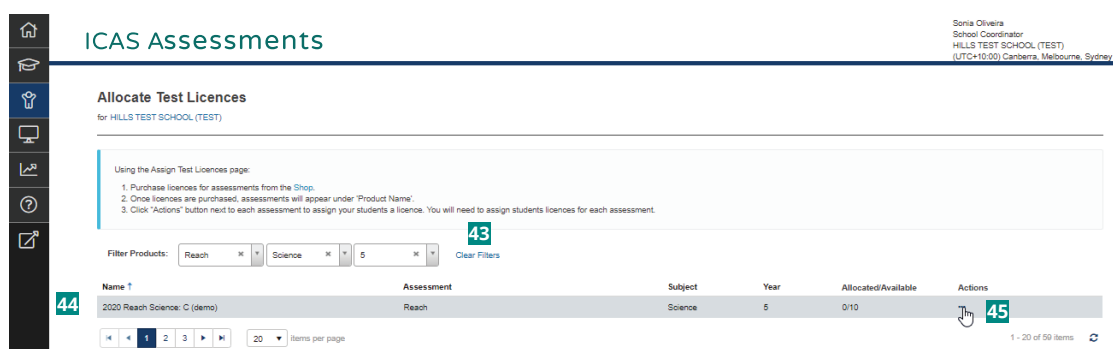 Sonia Oliveira
School Coordinator
ICAS Assessments
HILLS TEST SCHOOL (TEST)
(UTC+10:00) Canberra, Melbourne, Sydney
Allocate Test Licences
for HILLS TEST SCHOOL (TEST)
Using the Assign Test Licences page:
1. Purchase licences for assessments from the Shop.
2. Once licences are purchased, assessments will appear under 'Product Name'.
3. Click "Actions" button next to each assessment to assign your students a licence. You will need to assign students licences for each assessment.
43
Filter Products: Reach Science 5 Clear Filters
Name ↑ Assessment Subject Year Allocated/Available Actions
44 2020 Reach Science: C (demo) Reach Science 5 0/10 45
1 2 3 20 items per page 1 - 20 of 59 items